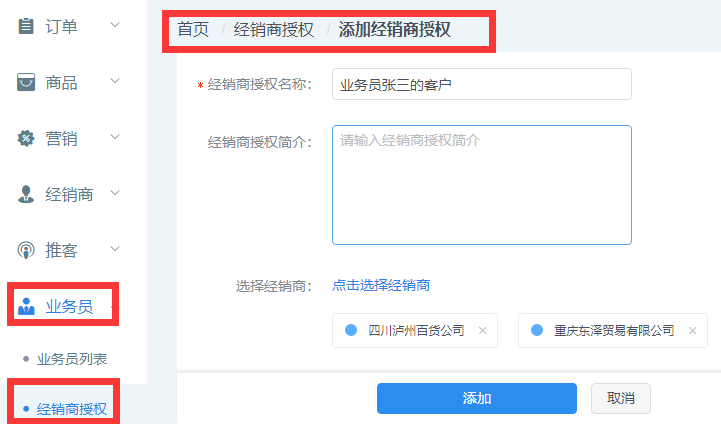 订单
商品
营销
经销商
推客
业务员
业务员列表
经销商授权
首页 / 经销商授权 / 添加经销商授权
* 经销商授权名称： 业务员张三的客户
经销商授权简介： 请输入经销商授权简介
选择经销商： 点击选择经销商
四川泸州百货公司 × 重庆东泽贸易有限公司 ×
添加 取消